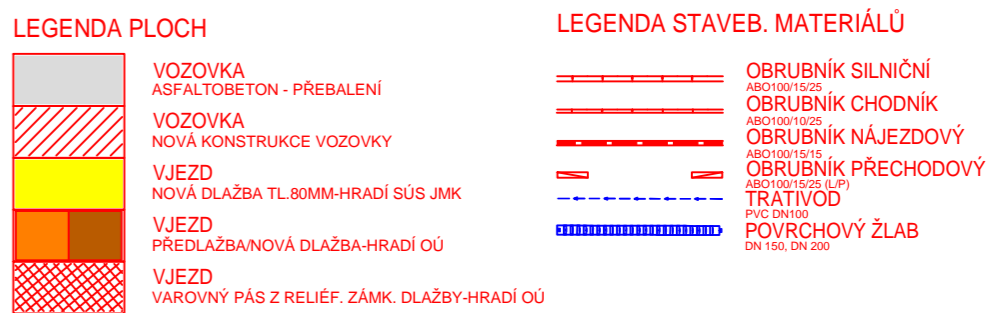 LEGENDA PLOCH
VOZOVKA
ASFALTOBETON - PŘEBALENÍ
VOZOVKA
NOVÁ KONSTRUKCE VOZOVKY
VJEZD
NOVÁ DLAŽBA TL.80MM-HRADÍ SÚS JMK
VJEZD
PŘEDLAŽBA/NOVÁ DLAŽBA-HRADÍ OÚ
VJEZD
VAROVNÝ PÁS Z RELIÉF. ZÁMK. DLAŽBY-HRADÍ OÚ
LEGENDA STAVEB. MATERIÁLŮ
OBRUBNÍK SILNIČNÍ
ABO100/15/25
OBRUBNÍK CHODNÍK
ABO100/10/25
OBRUBNÍK NÁJEZDOVÝ
ABO100/15/15
OBRUBNÍK PŘECHODOVÝ
ABO100/15/25 (L/P)
TRATIVOD
PVC DN100
POVRCHOVÝ ŽLAB
DN 150, DN 200